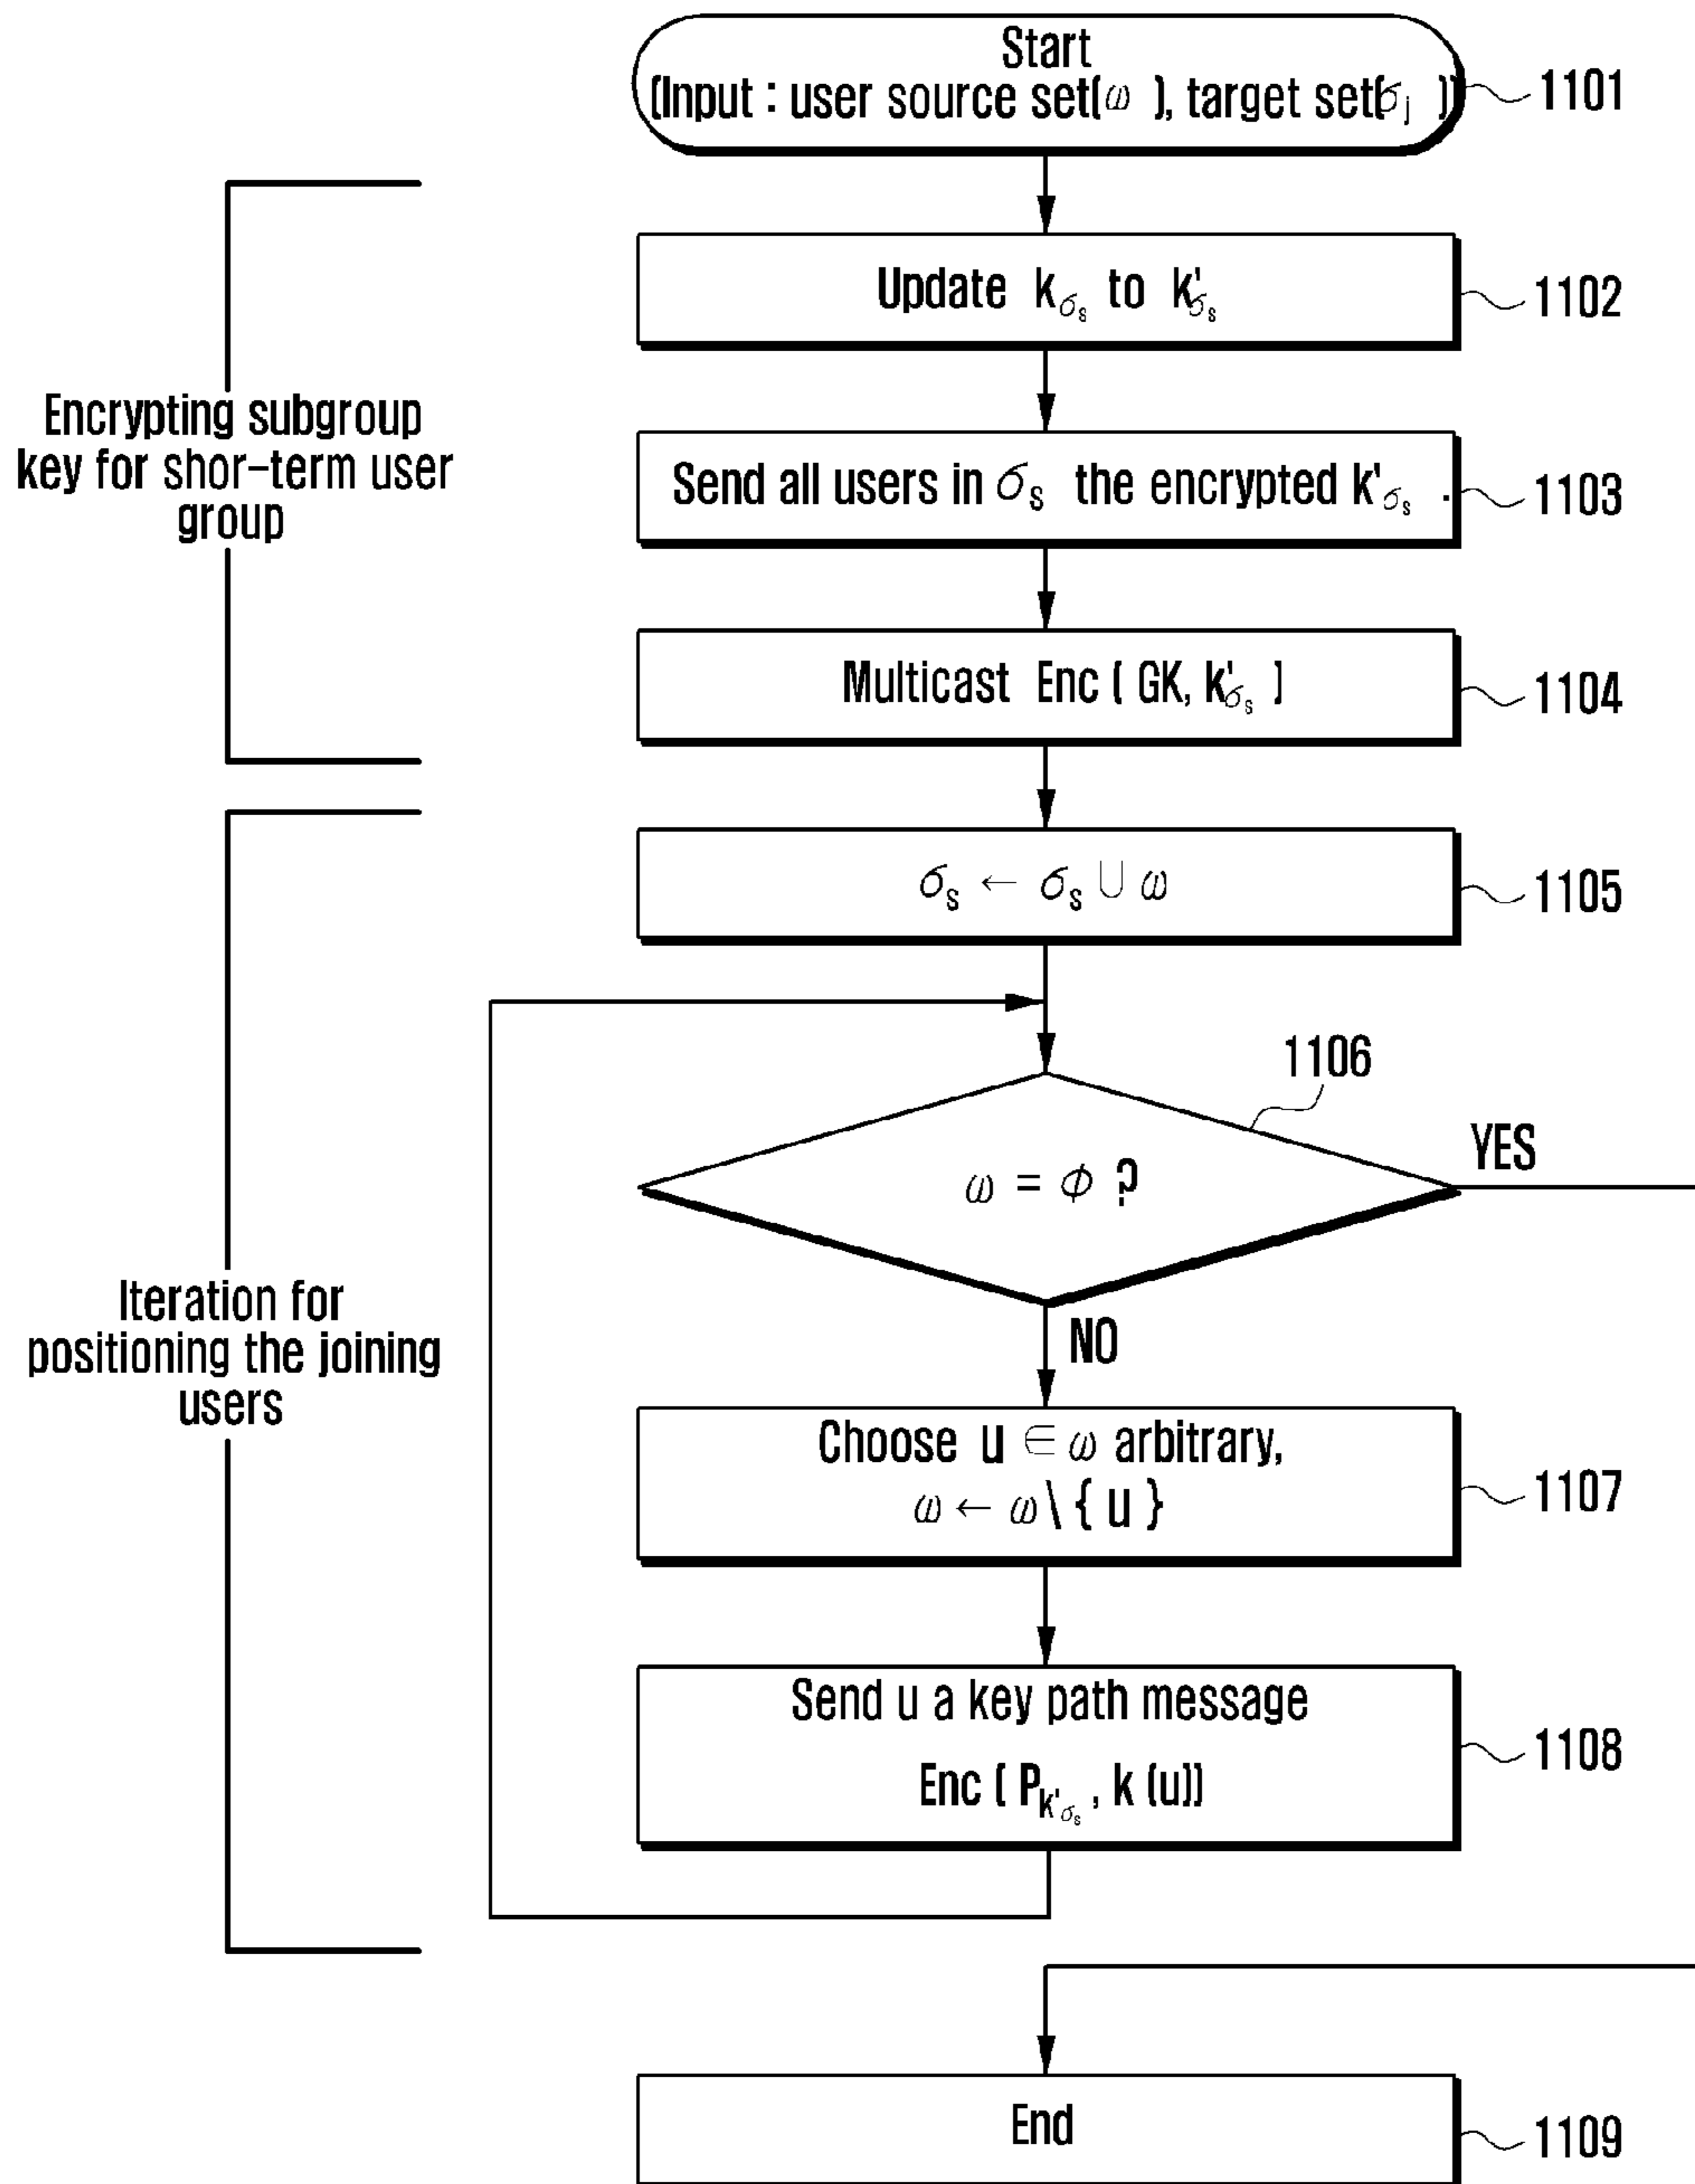 Start
(Input : user source set(ω ), target set(σj ))
1101
Update kσs to k'σs
1102
Encrypting subgroup
key for shor-term user
group
Send all users in σs the encrypted k'σs .
1103
Multicast Enc ( GK, k'σs )
1104
σs ← σs ∪ ω
1105
1106
ω = Φ ?
YES
NO
Iteration for
positioning the joining
users
Choose u ∈ ω arbitrary,
ω ← ω \ { u }
1107
Send u a key path message
Enc ( Pk'σs , k (u))
1108
End
1109